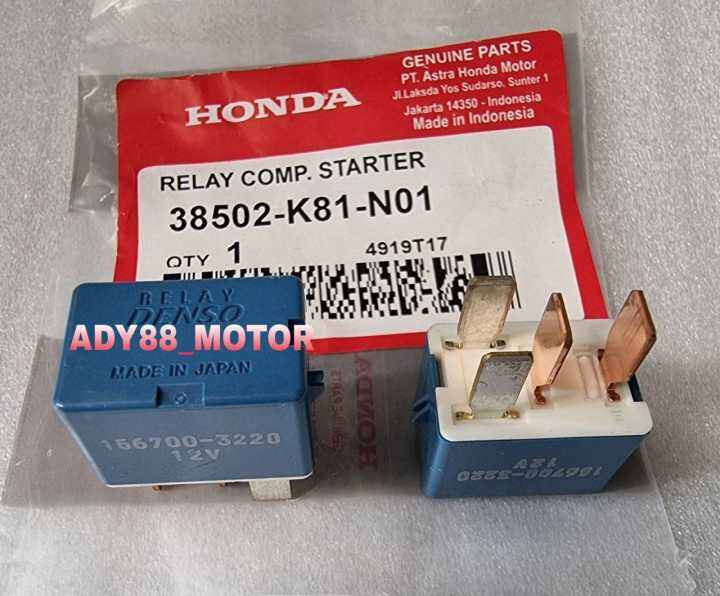 HONDA
GENUINE PARTS
PT. Astra Honda Motor
Jl.Laksda Yos Sudarso, Sunter 1
Jakarta 14350 - Indonesia
Made in Indonesia
RELAY COMP. STARTER
38502-K81-N01
QTY 1
4919T17
RELAY
DENSO
ADY88_MOTOR
MADE IN JAPAN
156700-3220
12V
HONDA
156700-3220
12V